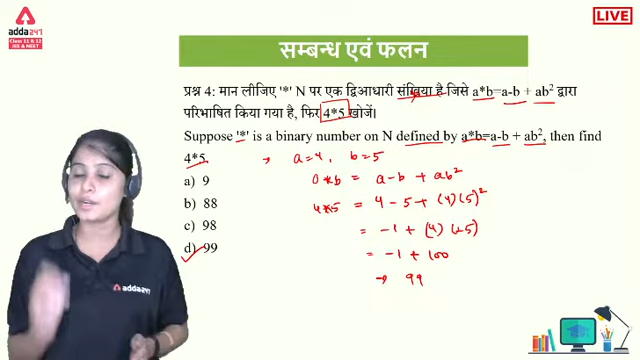 adda247
Class 11 & 12
JEE & NEET
LIVE
सम्बन्ध एवं फलन
प्रश्न 4: मान लीजिए '*' N पर एक द्विआधारी संखिया है जिसे a*b=a-b + ab² द्वारा
परिभाषित किया गया है, फिर 4*5 खोजें।
Suppose '*' is a binary number on N defined by a*b=a-b + ab², then find
4*5.
→ a=4, b=5
a) 9
a*b = a-b + ab²
b) 88
4*5 = 4 - 5 + (4)(5)²
c) 98
= -1 + (4)(25)
d) 99
= -1 + 100
→ 99
adda247